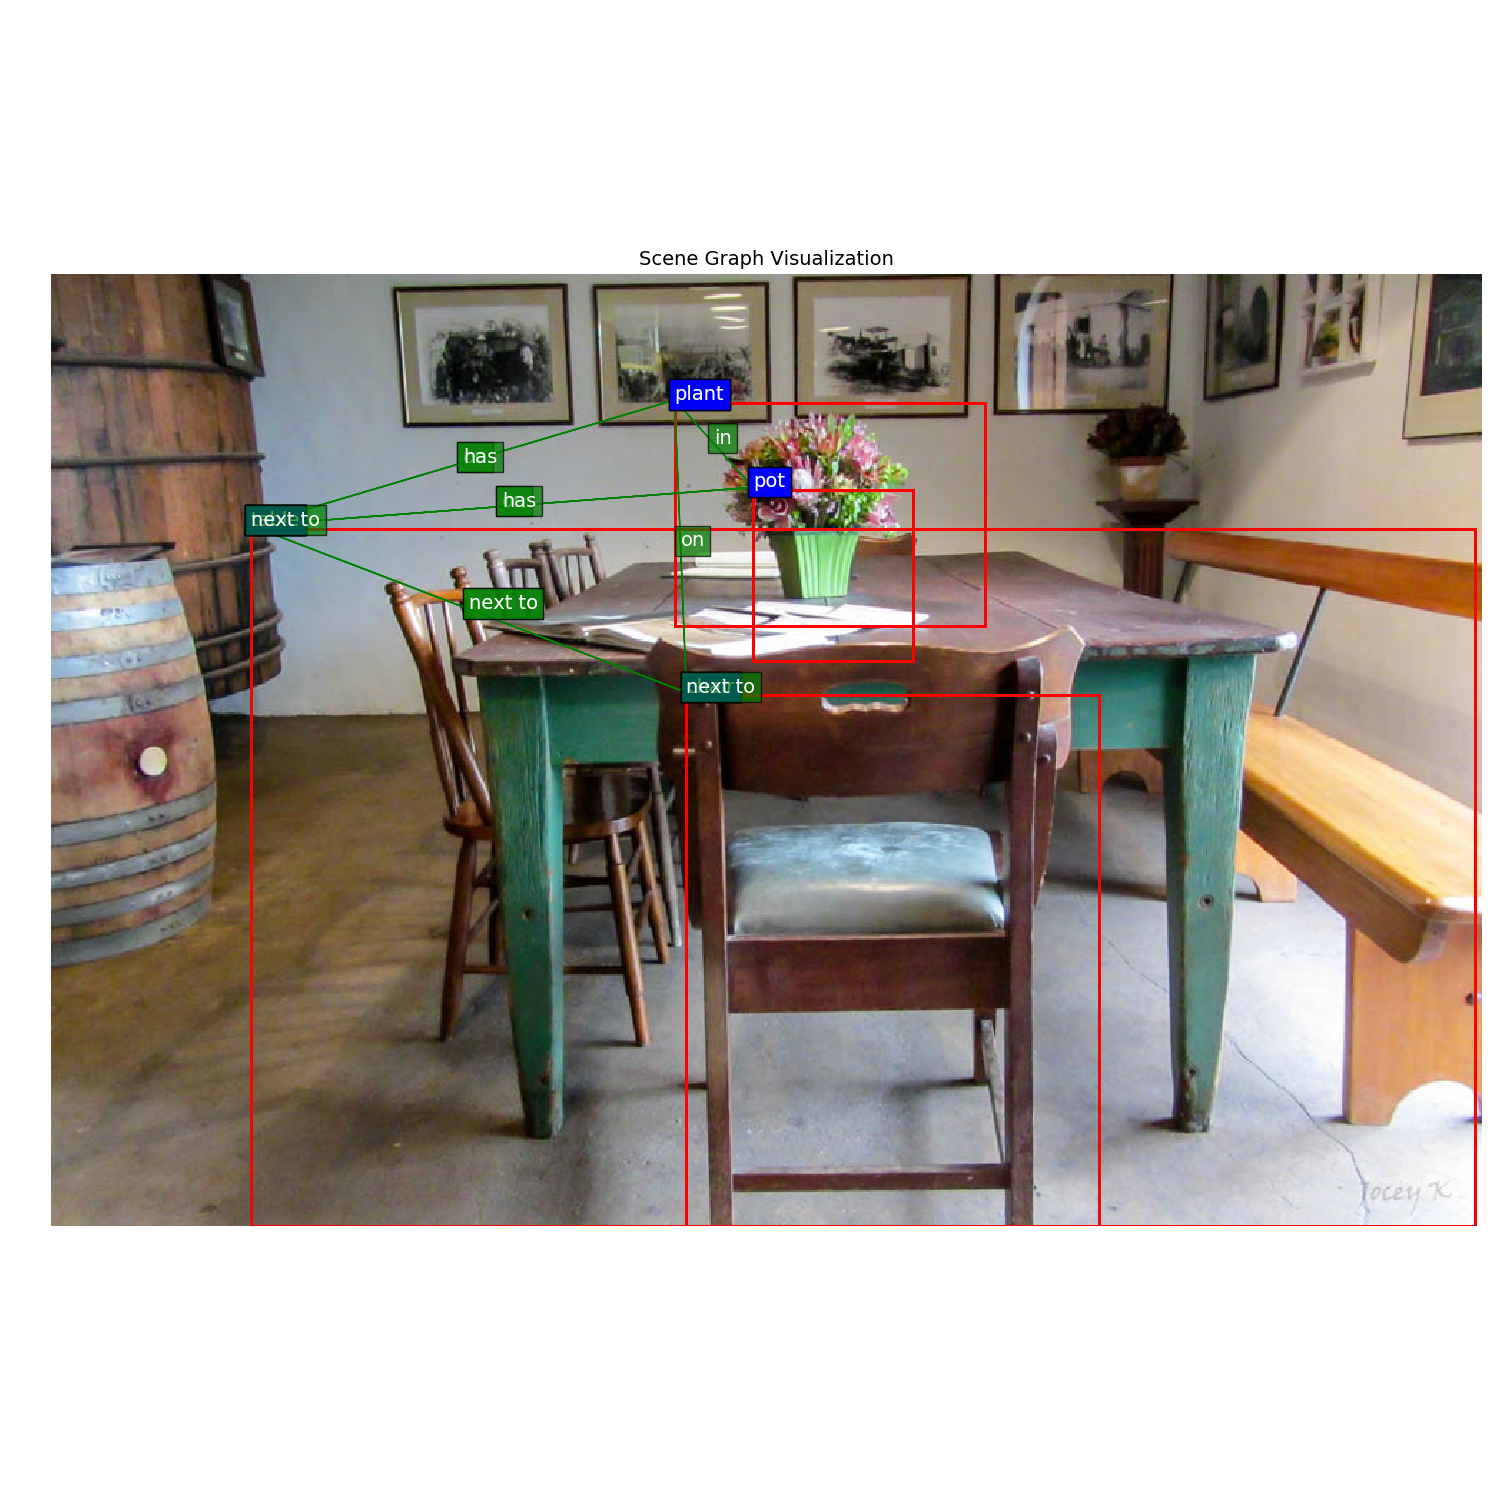 Scene Graph Visualization
plant
in
has
pot
has
next to
on
next to
next to
Jocey K